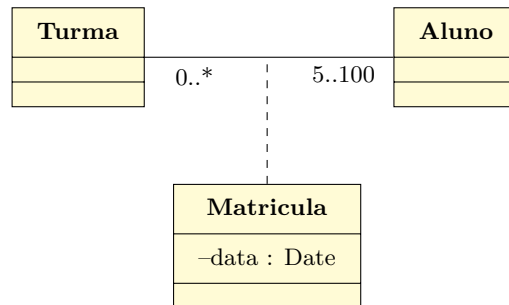 Turma
Aluno
0..*
5..100
Matricula
–data : Date